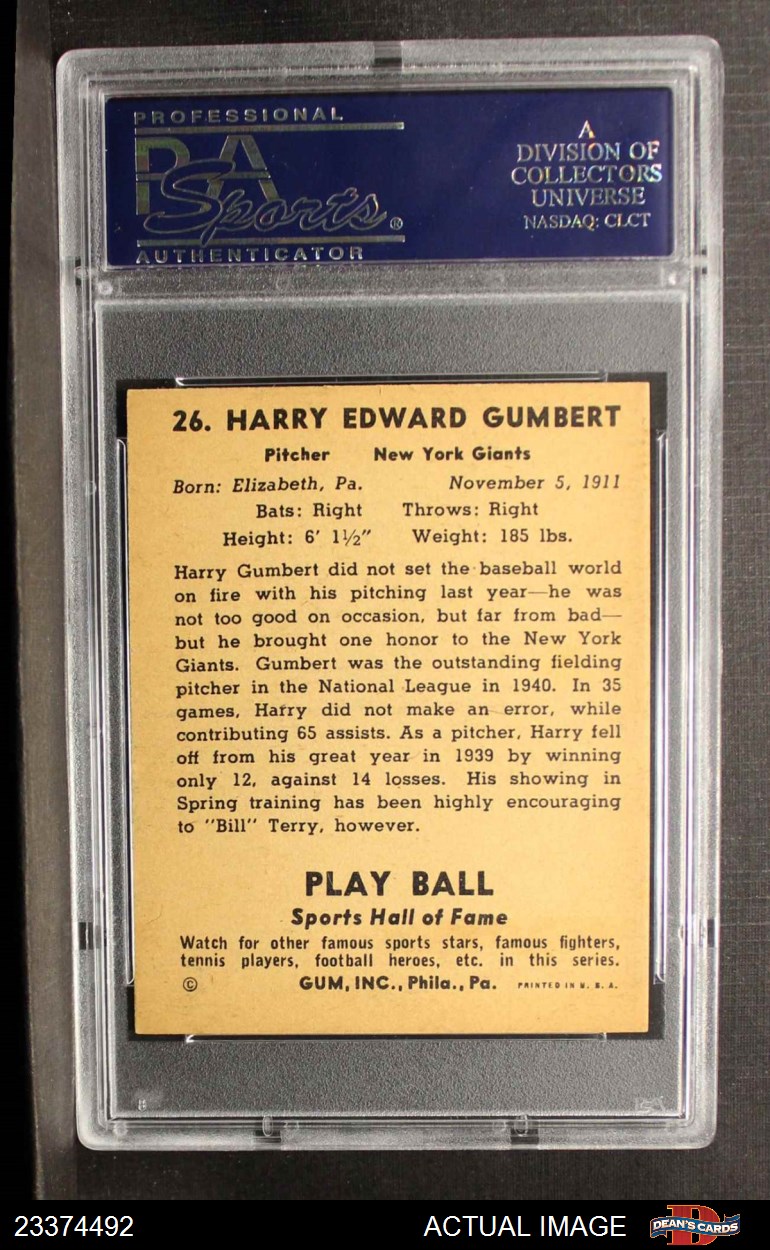 PROFESSIONAL
PSA
Sports ®
AUTHENTICATOR
A
DIVISION OF
COLLECTORS
UNIVERSE
NASDAQ: CLCT
26. HARRY EDWARD GUMBERT
Pitcher New York Giants
Born: Elizabeth, Pa. November 5, 1911
Bats: Right Throws: Right
Height: 6' 1½" Weight: 185 lbs.
Harry Gumbert did not set the baseball world
on fire with his pitching last year—he was
not too good on occasion, but far from bad—
but he brought one honor to the New York
Giants. Gumbert was the outstanding fielding
pitcher in the National League in 1940. In 35
games, Harry did not make an error, while
contributing 65 assists. As a pitcher, Harry fell
off from his great year in 1939 by winning
only 12, against 14 losses. His showing in
Spring training has been highly encouraging
to "Bill" Terry, however.
PLAY BALL
Sports Hall of Fame
Watch for other famous sports stars, famous fighters,
tennis players, football heroes, etc. in this series.
© GUM, INC., Phila., Pa. PRINTED IN U. S. A.
23374492 ACTUAL IMAGE D DEAN'S CARDS